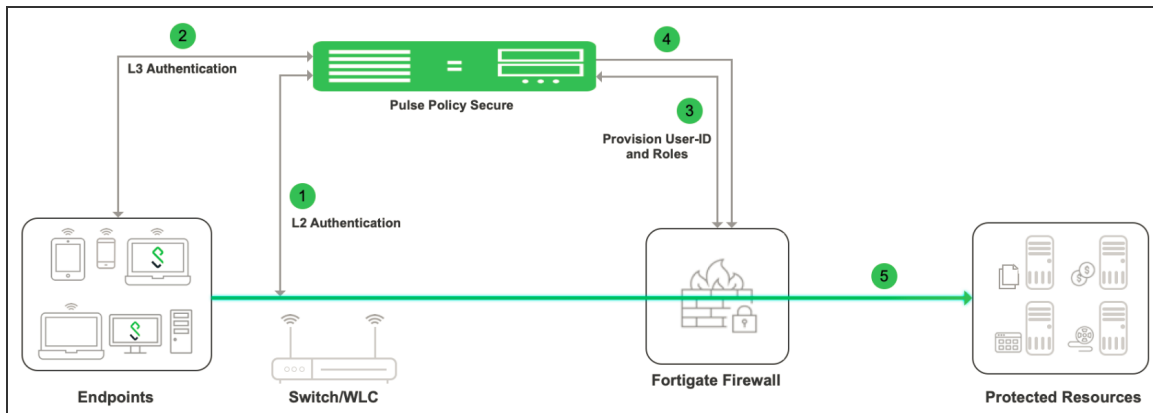 2
L3 Authentication
4
Pulse Policy Secure
3
Provision User-ID
and Roles
1
L2 Authentication
5
$
$
Endpoints
Switch/WLC
Fortigate Firewall
Protected Resources